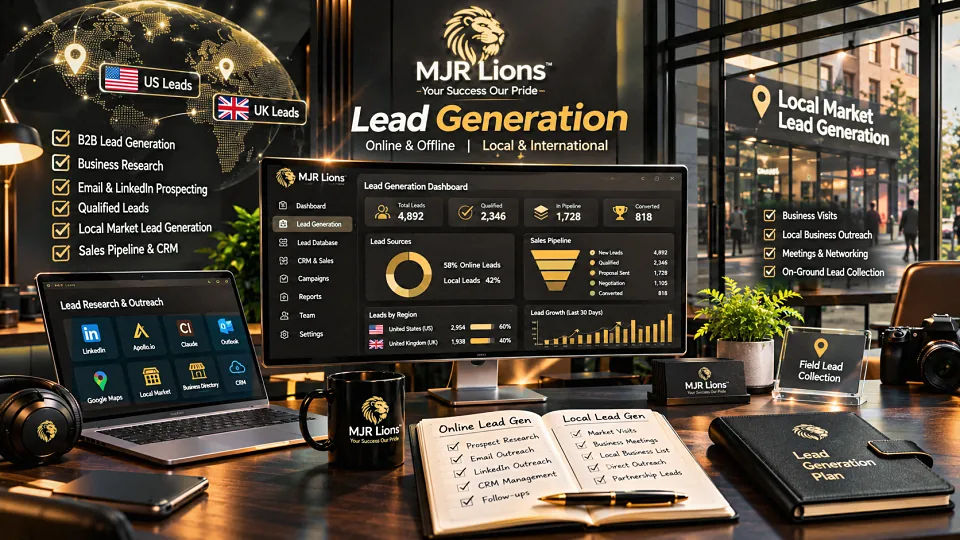 US Leads
UK Leads
B2B Lead Generation
Business Research
Email & LinkedIn Prospecting
Qualified Leads
Local Market Lead Generation
Sales Pipeline & CRM
MJR Lions™
-Your Success Our Pride-
Lead Generation
Online & Offline | Local & International
Local Market
Lead Generation
Business Visits
Local Business Outreach
Meetings & Networking
On-Ground Lead Collection
MJR Lions
Dashboard
Lead Generation
Lead Database
CRM & Sales
Campaigns
Reports
Team
Settings
Lead Generation Dashboard
Total Leads
4,892
Qualified
2,346
In Pipeline
1,728
Converted
818
Lead Sources
58% Online Leads
Local Leads 42%
Sales Pipeline
New Leads 4,892
Qualified 2,346
Proposal Sent 1,728
Negotiation 1,105
Converted 818
Leads by Region
United States (US) 2,954 60%
United Kingdom (UK) 1,938 40%
Lead Growth (Last 30 Days)
Lead Research & Outreach
in
LinkedIn
Apollo.io
Cl
Claude
Outlook
Google Maps
Local Market
Business Directory
CRM
MJR Lions
Your Success Our Pride
MJR Lions
Your Success Our Pride
Field Lead
Collection
Online Lead Gen
Prospect Research
Email Outreach
LinkedIn Outreach
CRM Management
Follow-ups
Local Lead Gen
Market Visits
Business Meetings
Local Business List
Direct Outreach
Partnership Leads
Lead
Generation
Plan